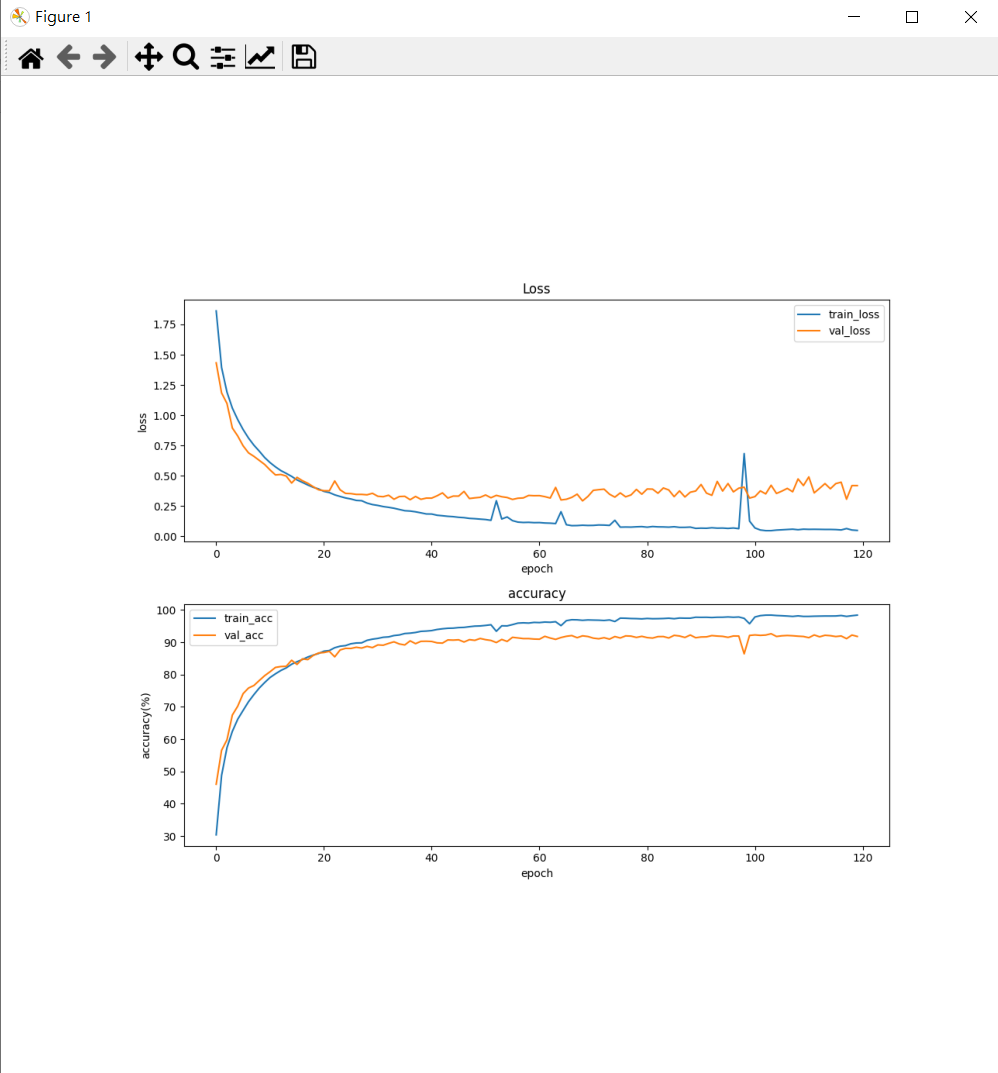 Figure 1
Loss
train_loss
val_loss
1.75
1.50
1.25
1.00
0.75
0.50
0.25
0.00
loss
0 20 40 60 80 100 120
epoch
accuracy
train_acc
val_acc
100
90
80
70
60
50
40
30
accuracy(%)
0 20 40 60 80 100 120
epoch